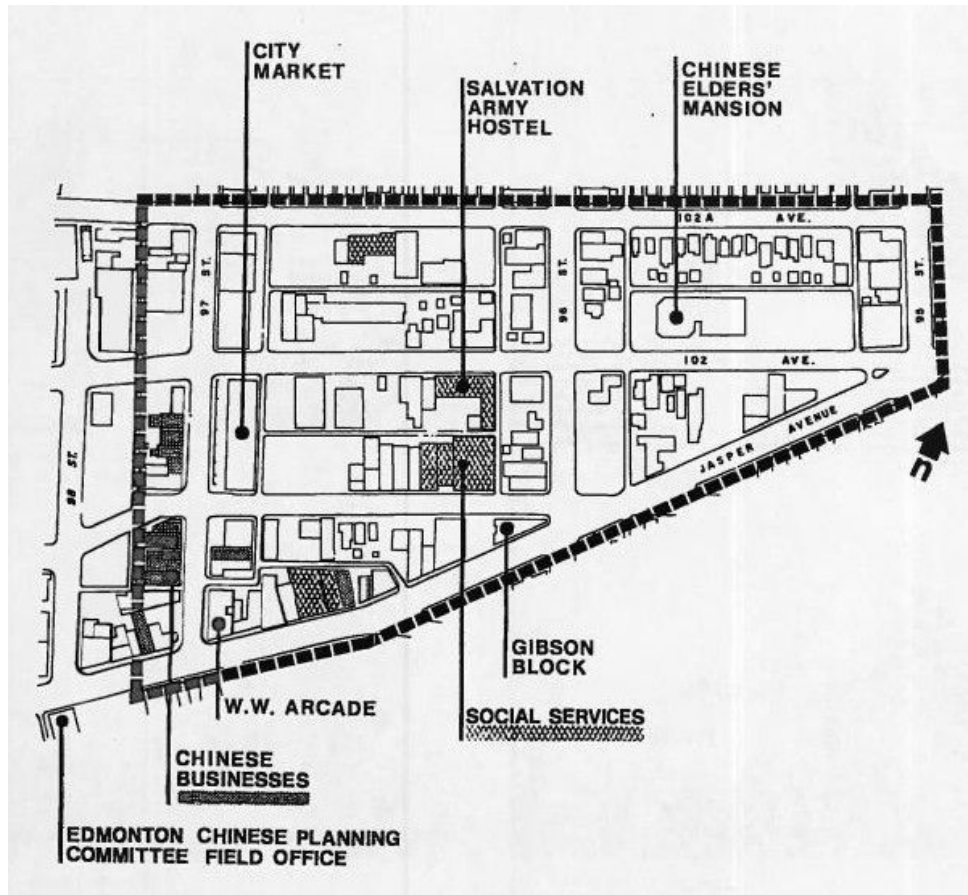 CITY
MARKET
SALVATION
ARMY
HOSTEL
CHINESE
ELDERS'
MANSION
102A AVE.
97 ST.
96 ST.
95 ST.
102 AVE.
98 ST.
JASPER AVENUE
n
GIBSON
BLOCK
W.W. ARCADE
SOCIAL SERVICES
CHINESE
BUSINESSES
EDMONTON CHINESE PLANNING
COMMITTEE FIELD OFFICE